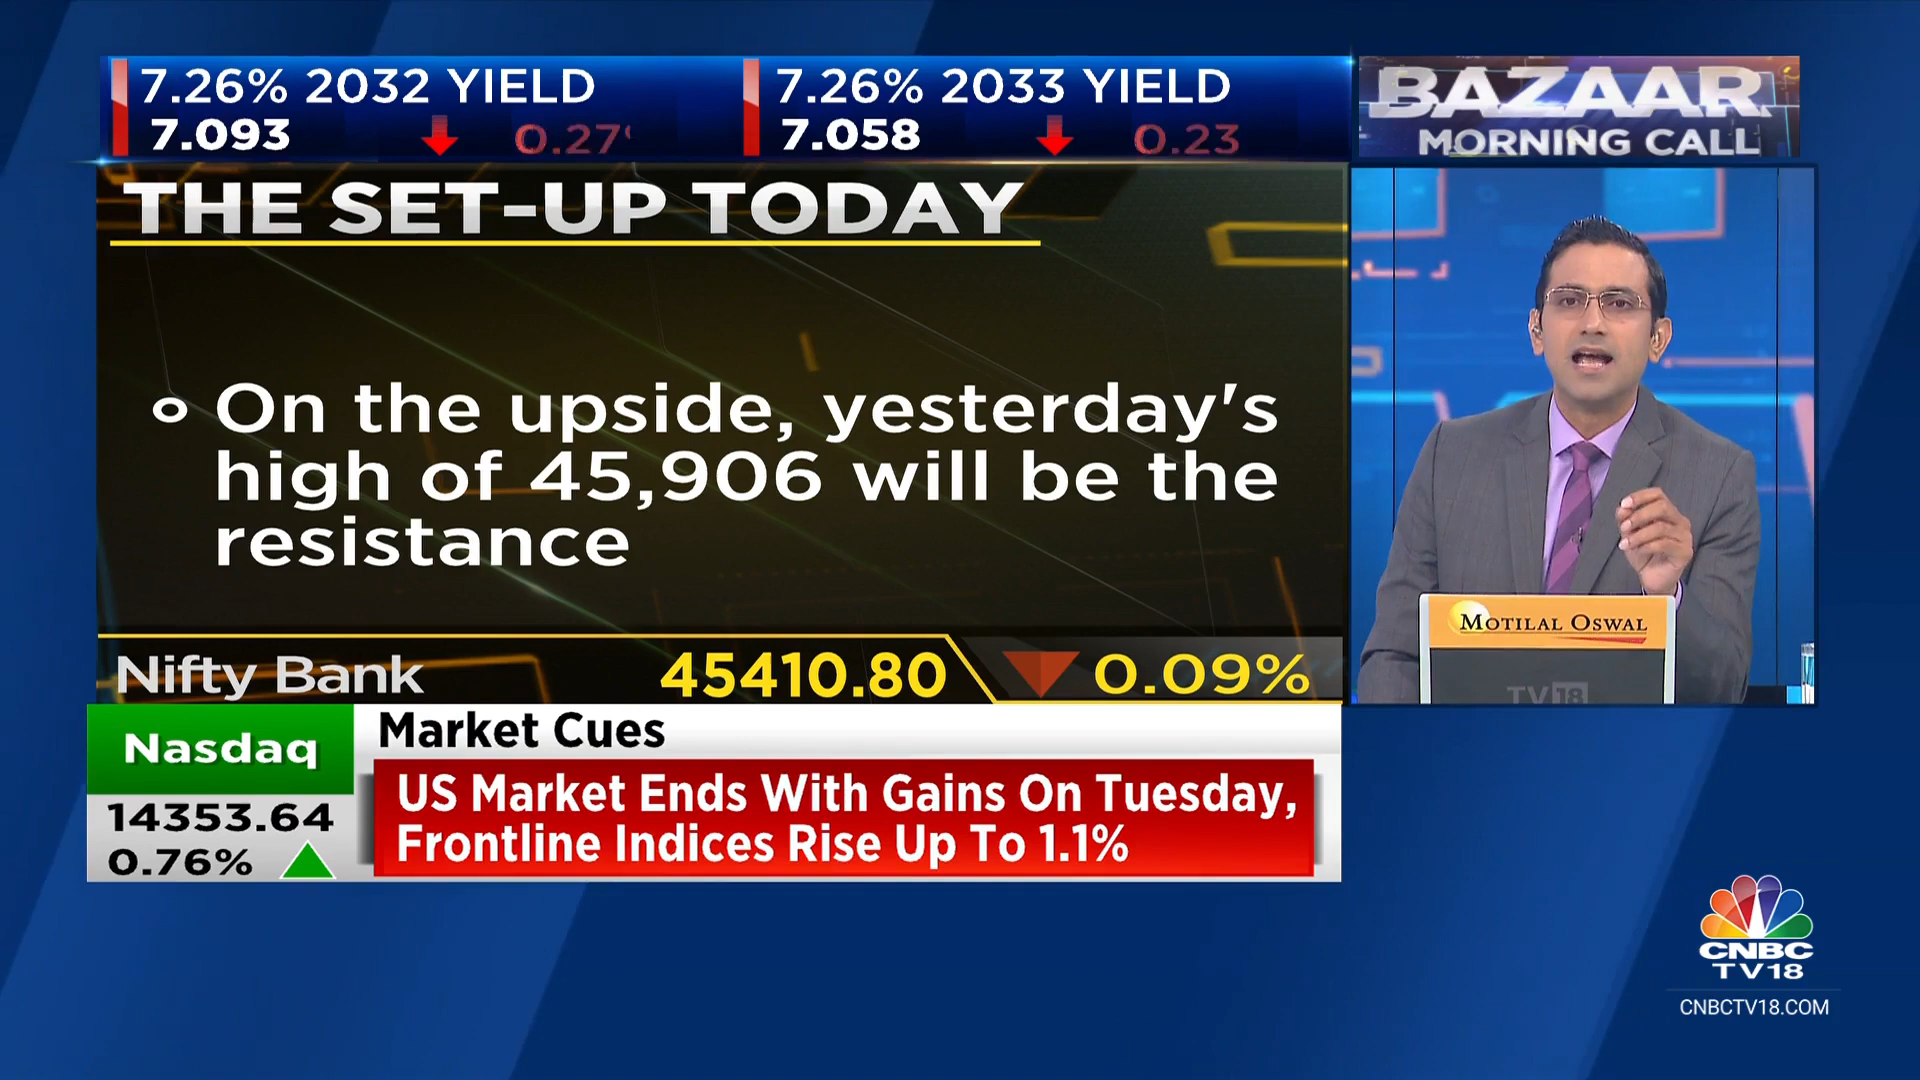 7.26% 2032 YIELD
7.093 0.27
7.26% 2033 YIELD
7.058 0.23
BAZAAR
MORNING CALL
THE SET-UP TODAY
On the upside, yesterday's
high of 45,906 will be the
resistance
Nifty Bank 45410.80 0.09%
MOTILAL OSWAL
TV18
Nasdaq
14353.64
0.76%
Market Cues
US Market Ends With Gains On Tuesday,
Frontline Indices Rise Up To 1.1%
CNBC
TV18
CNBCTV18.COM